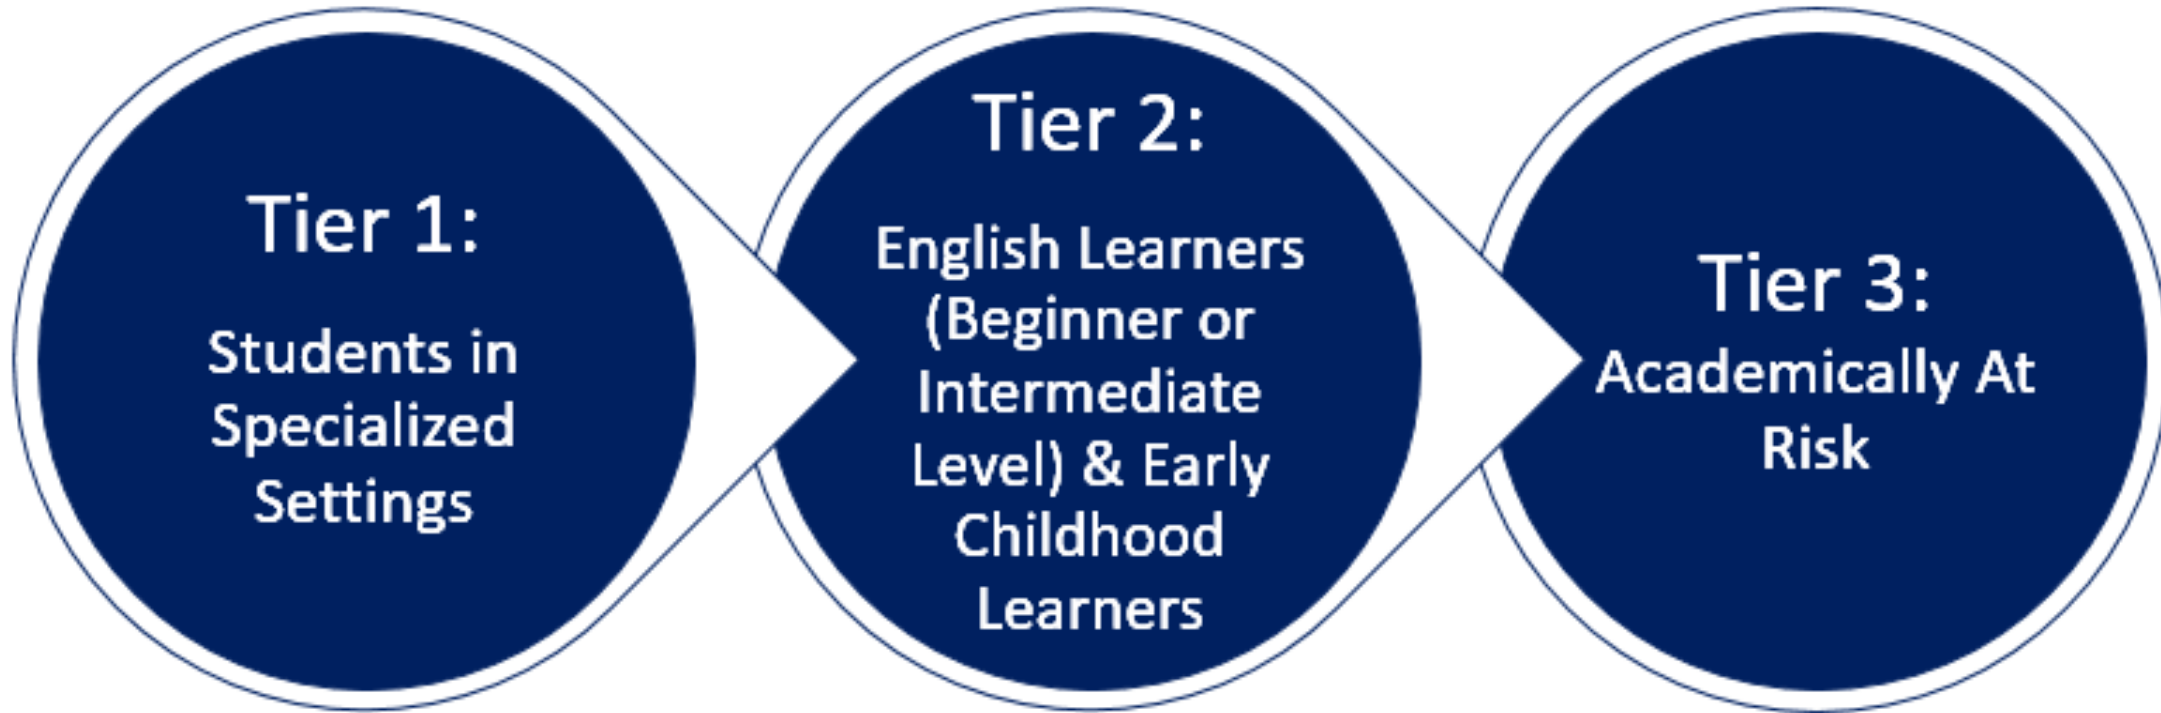 Tier 1:
Students in
Specialized
Settings
Tier 2:
English Learners
(Beginner or
Intermediate
Level) & Early
Childhood
Learners
Tier 3:
Academically At
Risk